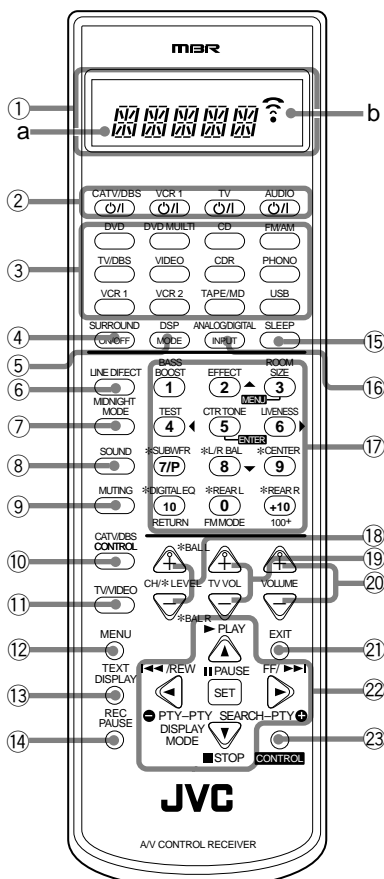 MBR
1
a
b
CATV/DBS VCR 1 TV AUDIO
2
DVD DVD MUILTI CD FM/AM
3
TV/DBS VIDEO CDR PHONO
VCR 1 VCR 2 TAPE/MD USB
SURROUND DSP ANALOG/DIGITAL SLEEP
4 ON/OFF MODE INPUT 15
5
16
BASS ROOM
LINE DIFECT BOOST EFFECT SIZE
6 1 2 3
MENU
MIDNIGHT
MODE TEST CTR TONE LIVENESS
7 4 5 6
ENTER
17
SOUND *SUBWFR *L/R BAL *CENTER
8 7/P 8 9
MUTING *DIGITAL EQ *REAR L *REAR R
9 10 0 +10
RETURN FM MODE 100+
CATV/DBS
CONTROL 18
10 *BAL L + + + 19
CH/*LEVEL TV VOL VOLUME 20
TV/VIDEO
11 – – –
*BAL R
MENU PLAY EXIT
12 21
TEXT
DISPLAY /REW PAUSE FF/
13 SET 22
REC
PAUSE – PTY–PTY SEARCH–PTY +
14 DISPLAY
MODE 23
STOP CONTROL
JVC
A/V CONTROL RECEIVER